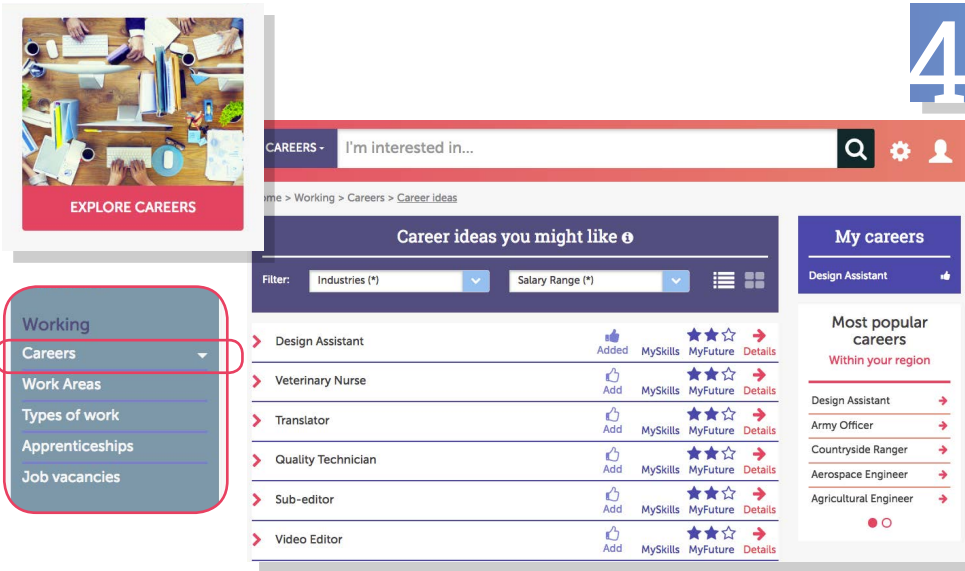 4
EXPLORE CAREERS
CAREERS
I'm interested in...
> Working > Careers > Career ideas
Career ideas you might like
Filter: Industries (*) Salary Range (*)
Design Assistant Added MySkills MyFuture Details
Veterinary Nurse Add MySkills MyFuture Details
Translator Add MySkills MyFuture Details
Quality Technician Add MySkills MyFuture Details
Sub-editor Add MySkills MyFuture Details
Video Editor Add MySkills MyFuture Details
My careers
Design Assistant
Most popular
careers
Within your region
Design Assistant
Army Officer
Countryside Ranger
Aerospace Engineer
Agricultural Engineer
Working
Careers
Work Areas
Types of work
Apprenticeships
Job vacancies